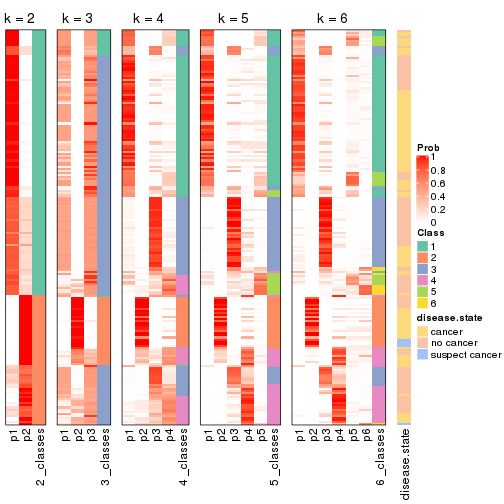 k = 2 k = 3 k = 4 k = 5 k = 6
Prob
1
0.8
0.6
0.4
0.2
0
Class
1
2
3
4
5
6
disease.state
cancer
no cancer
suspect cancer
p1 p2 2_classes p1 p2 p3 3_classes p1 p2 p3 p4 4_classes p1 p2 p3 p4 p5 5_classes p1 p2 p3 p4 p5 p6 6_classes disease.state